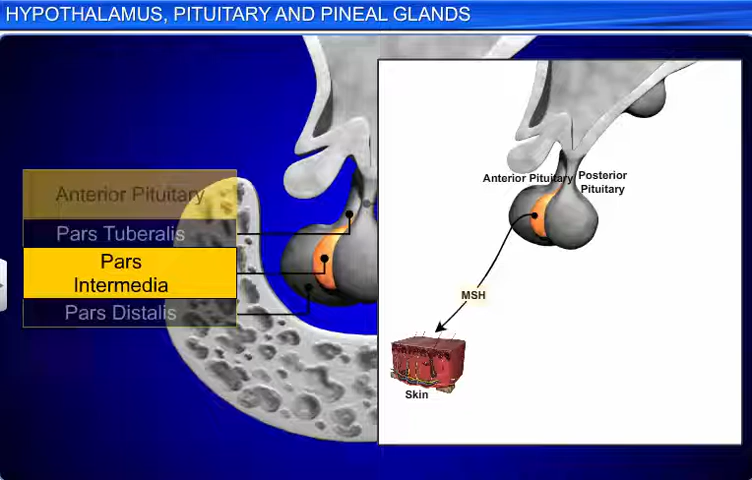 HYPOTHALAMUS, PITUITARY AND PINEAL GLANDS
Anterior Pituitary
Pars Tuberalis
Pars
Intermedia
Pars Distalis
Anterior Pituitary
Posterior
Pituitary
MSH
Skin